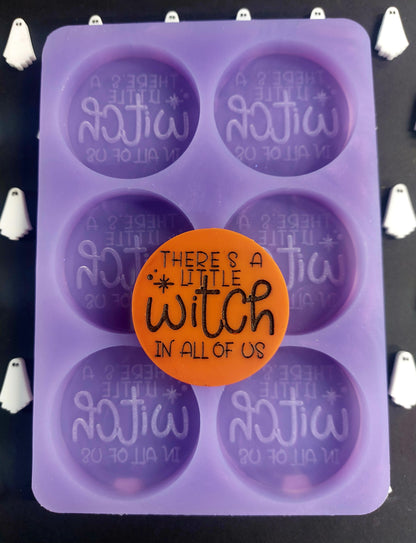 THERE'S A
LITTLE
witch
IN ALL OF US